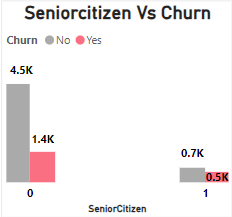 Seniorcitizen Vs Churn
Churn No Yes
4.5K
1.4K
0.7K
0.5K
0 1
SeniorCitizen